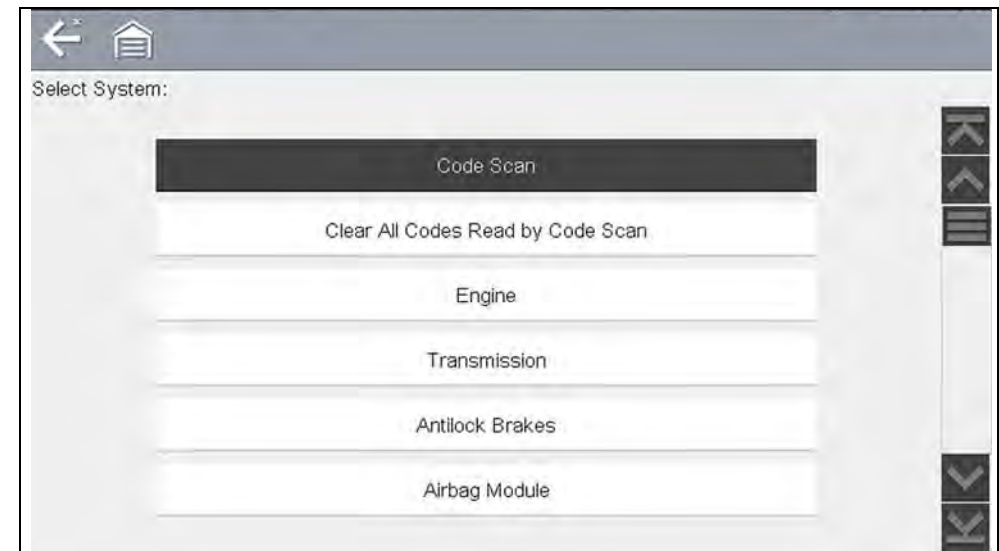 Select System:
Code Scan
Clear All Codes Read by Code Scan
Engine
Transmission
Antilock Brakes
Airbag Module